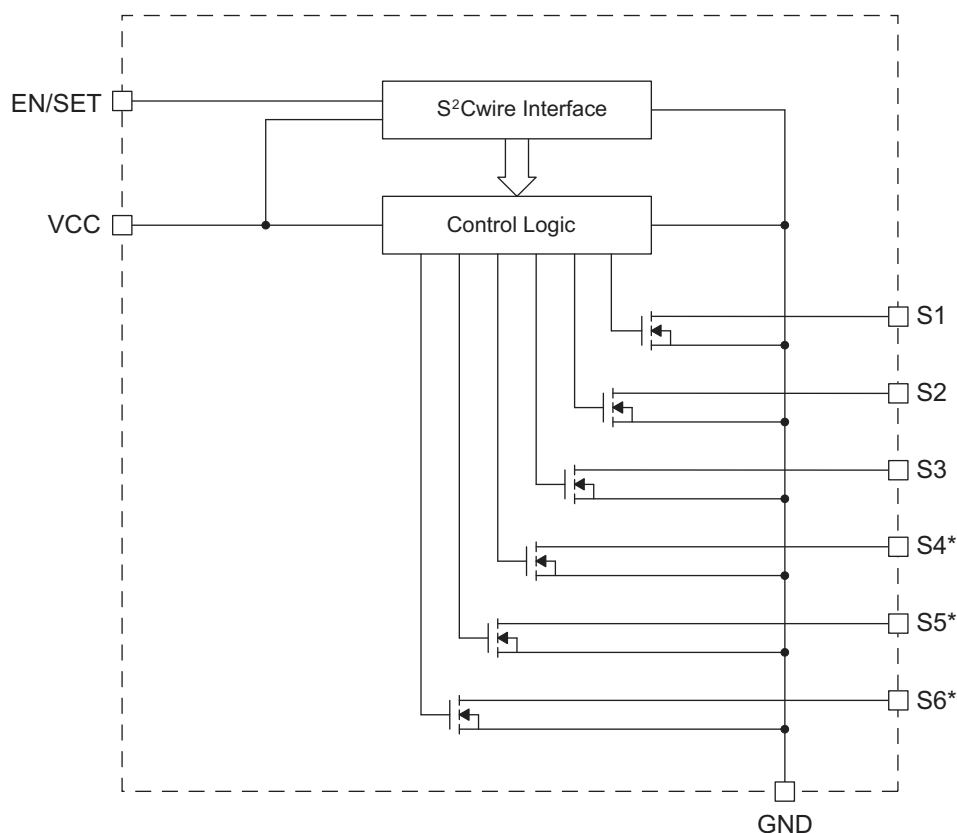 EN/SET
S²Cwire Interface
VCC
Control Logic
S1
S2
S3
S4*
S5*
S6*
GND